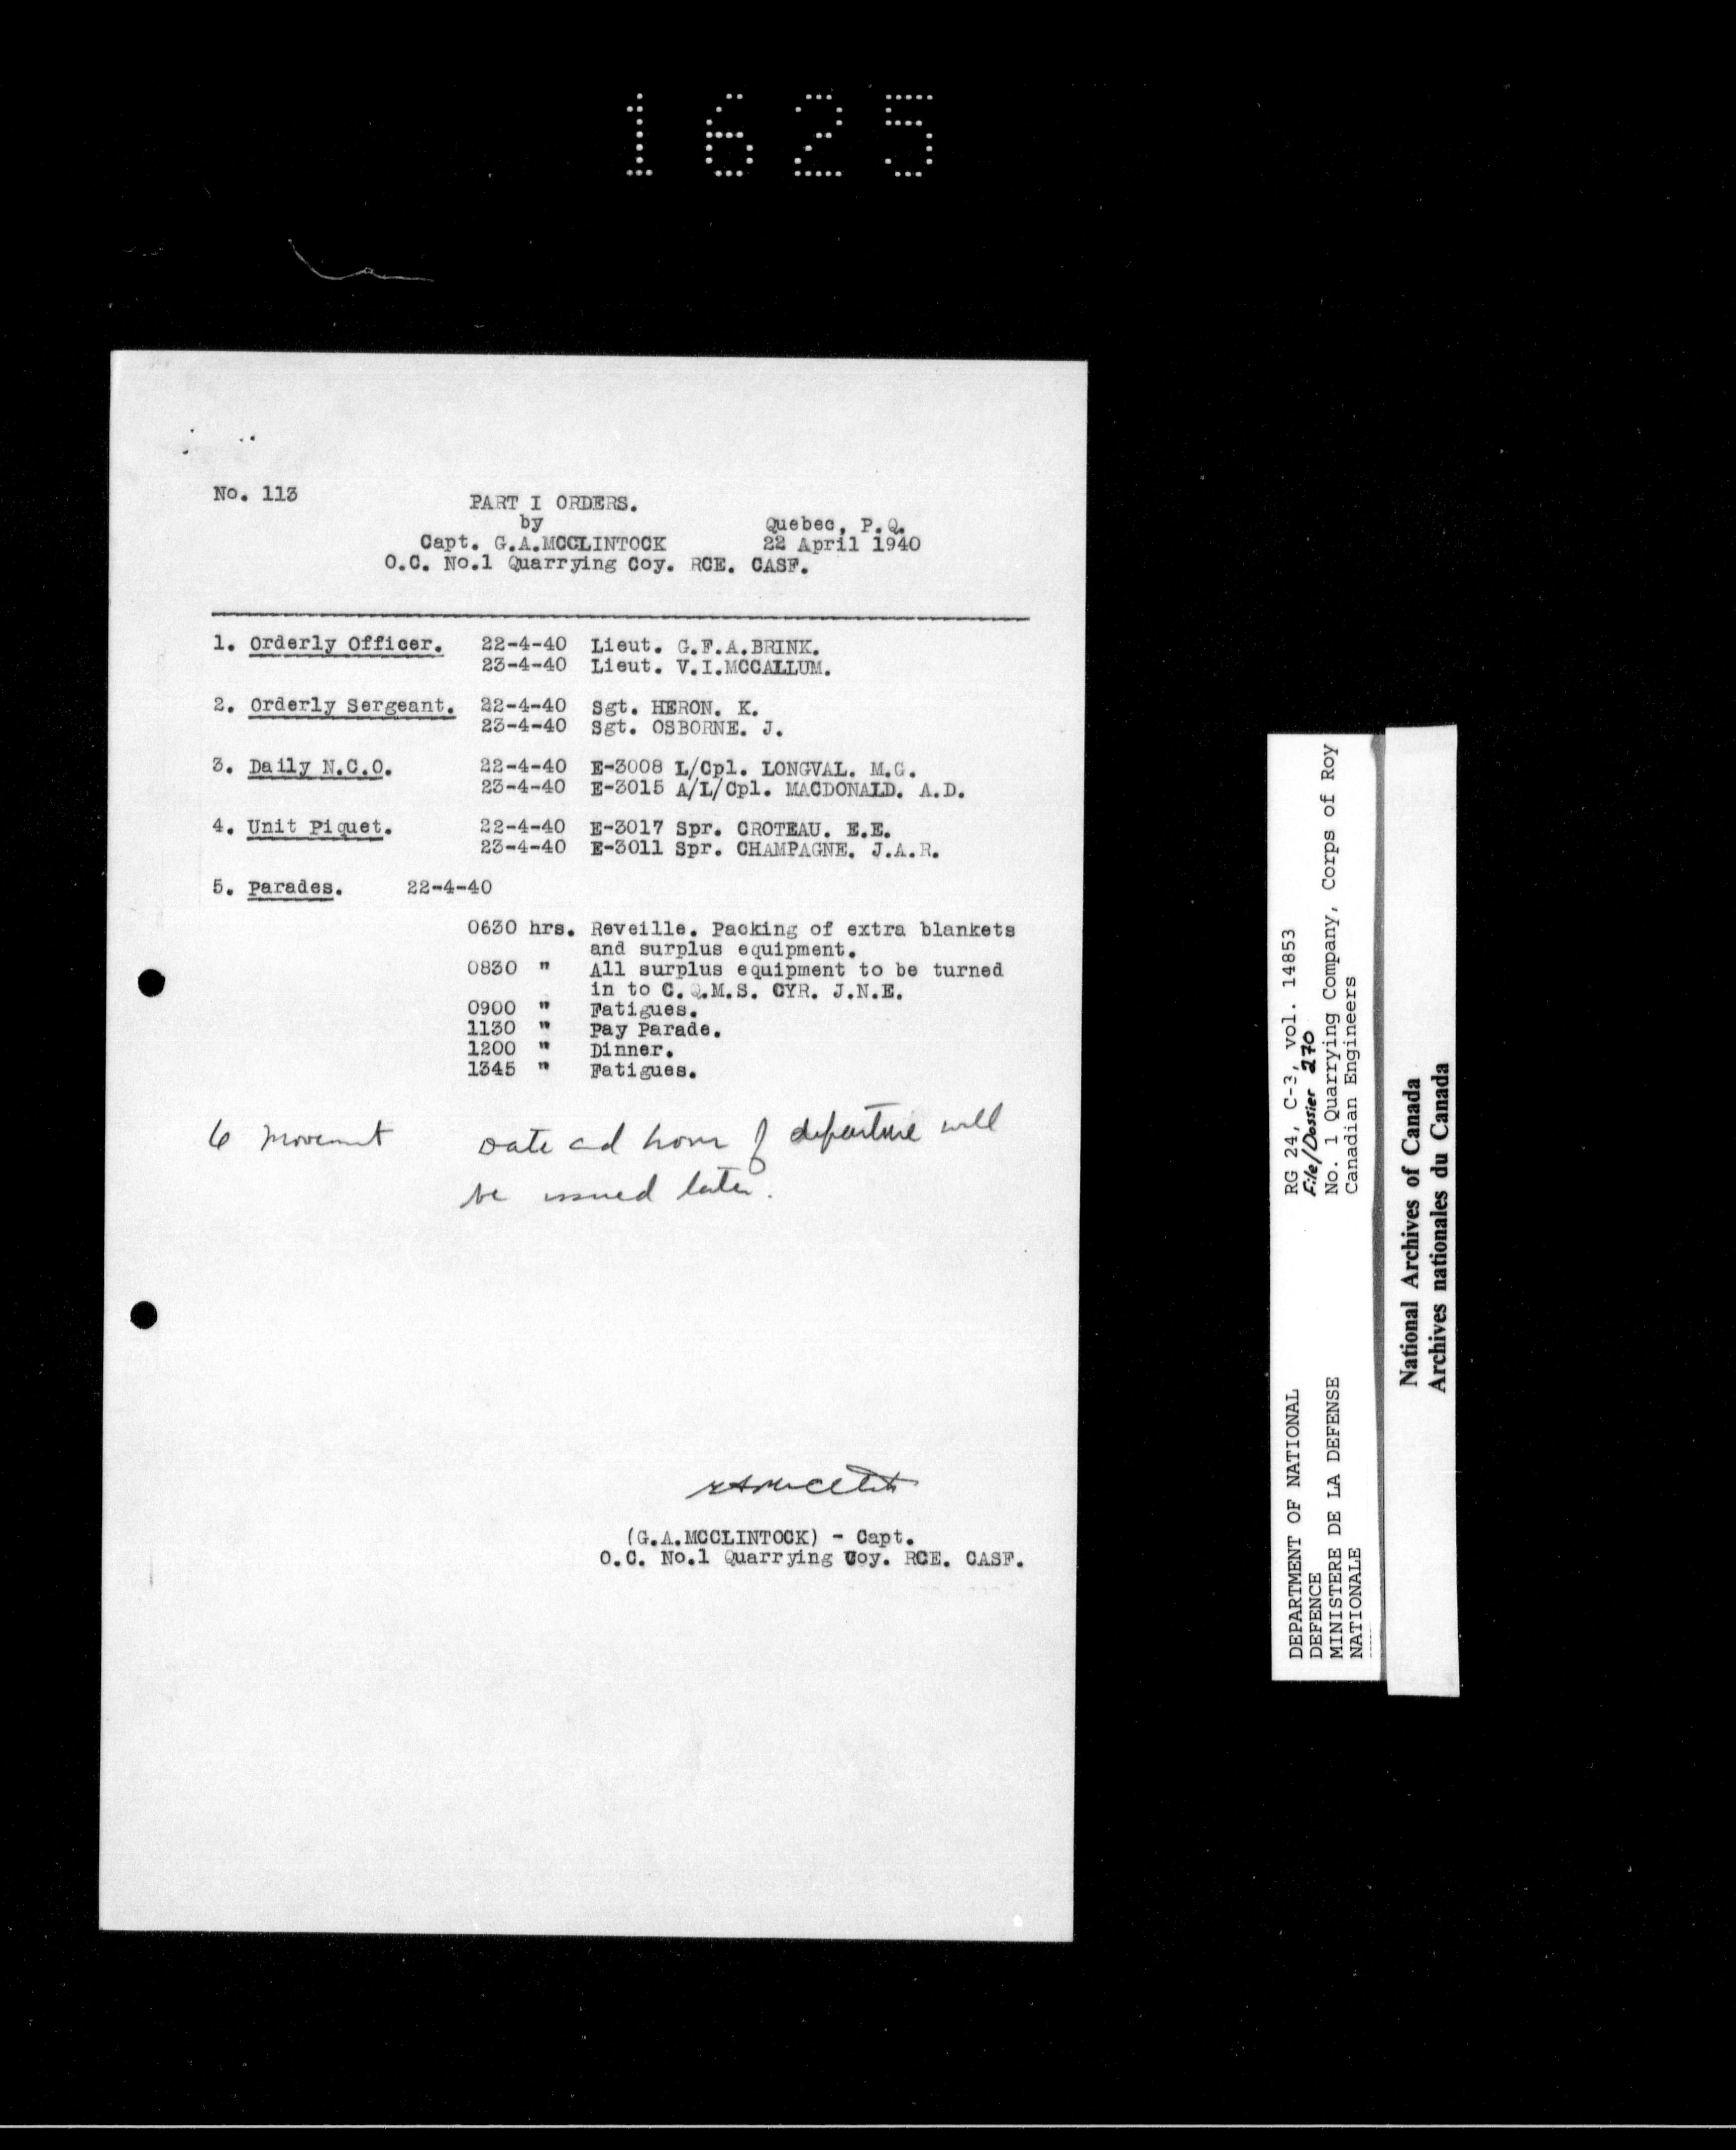 1625
No. 113
PART I ORDERS.
by
Quebec, P.Q.
Capt. G.A.MCCLINTOCK
22 April 1940
O.C. No.1 Quarrying Coy. RCE. CASF.
1. Orderly Officer. 22-4-40 Lieut. G.F.A.BRINK.
23-4-40 Lieut. V.I.MCCALLUM.
2. Orderly Sergeant. 22-4-40 Sgt. HERON. K.
23-4-40 Sgt. OSBORNE. J.
3. Daily N.C.O. 22-4-40 E-3008 L/Cpl. LONGVAL. M.G.
23-4-40 E-3015 A/L/Cpl. MACDONALD. A.D.
4. Unit Piquet. 22-4-40 E-3017 Spr. CROTEAU. E.E.
23-4-40 E-3011 Spr. CHAMPAGNE. J.A.R.
5. Parades. 22-4-40
0630 hrs. Reveille. Packing of extra blankets
and surplus equipment.
0830 " All surplus equipment to be turned
in to C.Q.M.S. CYR. J.N.E.
0900 " Fatigues.
1130 " Pay Parade.
1200 " Dinner.
1345 " Fatigues.
6 Movement Date and hour of departure will
be issued later.
(G.A.MCCLINTOCK) - Capt.
O.C. No.1 Quarrying Coy. RCE. CASF.
DEPARTMENT OF NATIONAL
DEFENCE
MINISTERE DE LA DEFENSE
NATIONALE
RG 24, C-3, vol. 14853
File/Dossier 270
No. 1 Quarrying Company, Corps of Roy
Canadian Engineers
National Archives of Canada
Archives nationales du Canada